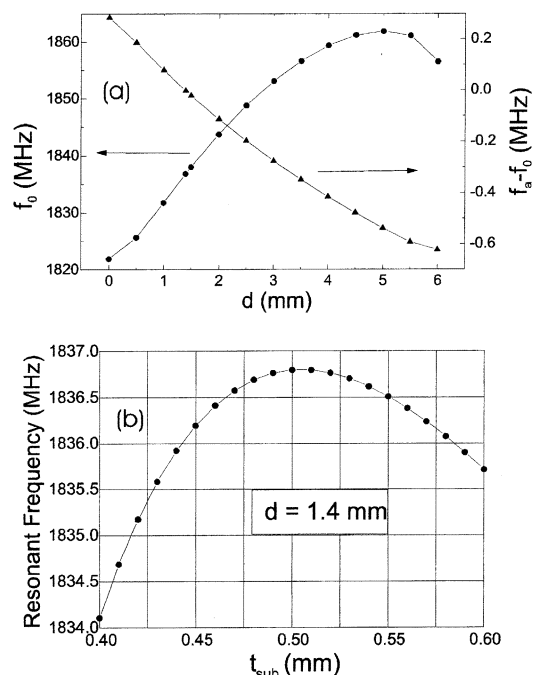 1860
1850
1840
1830
1820
f₀ (MHz)
(a)
0.2
0.0
-0.2
-0.4
-0.6
fₐ-f₀ (MHz)
0 1 2 3 4 5 6
d (mm)
1837.0
1836.5
1836.0
1835.5
1835.0
1834.5
1834.0
Resonant Frequency (MHz)
(b)
d = 1.4 mm
0.40 0.45 0.50 0.55 0.60
t_sub (mm)